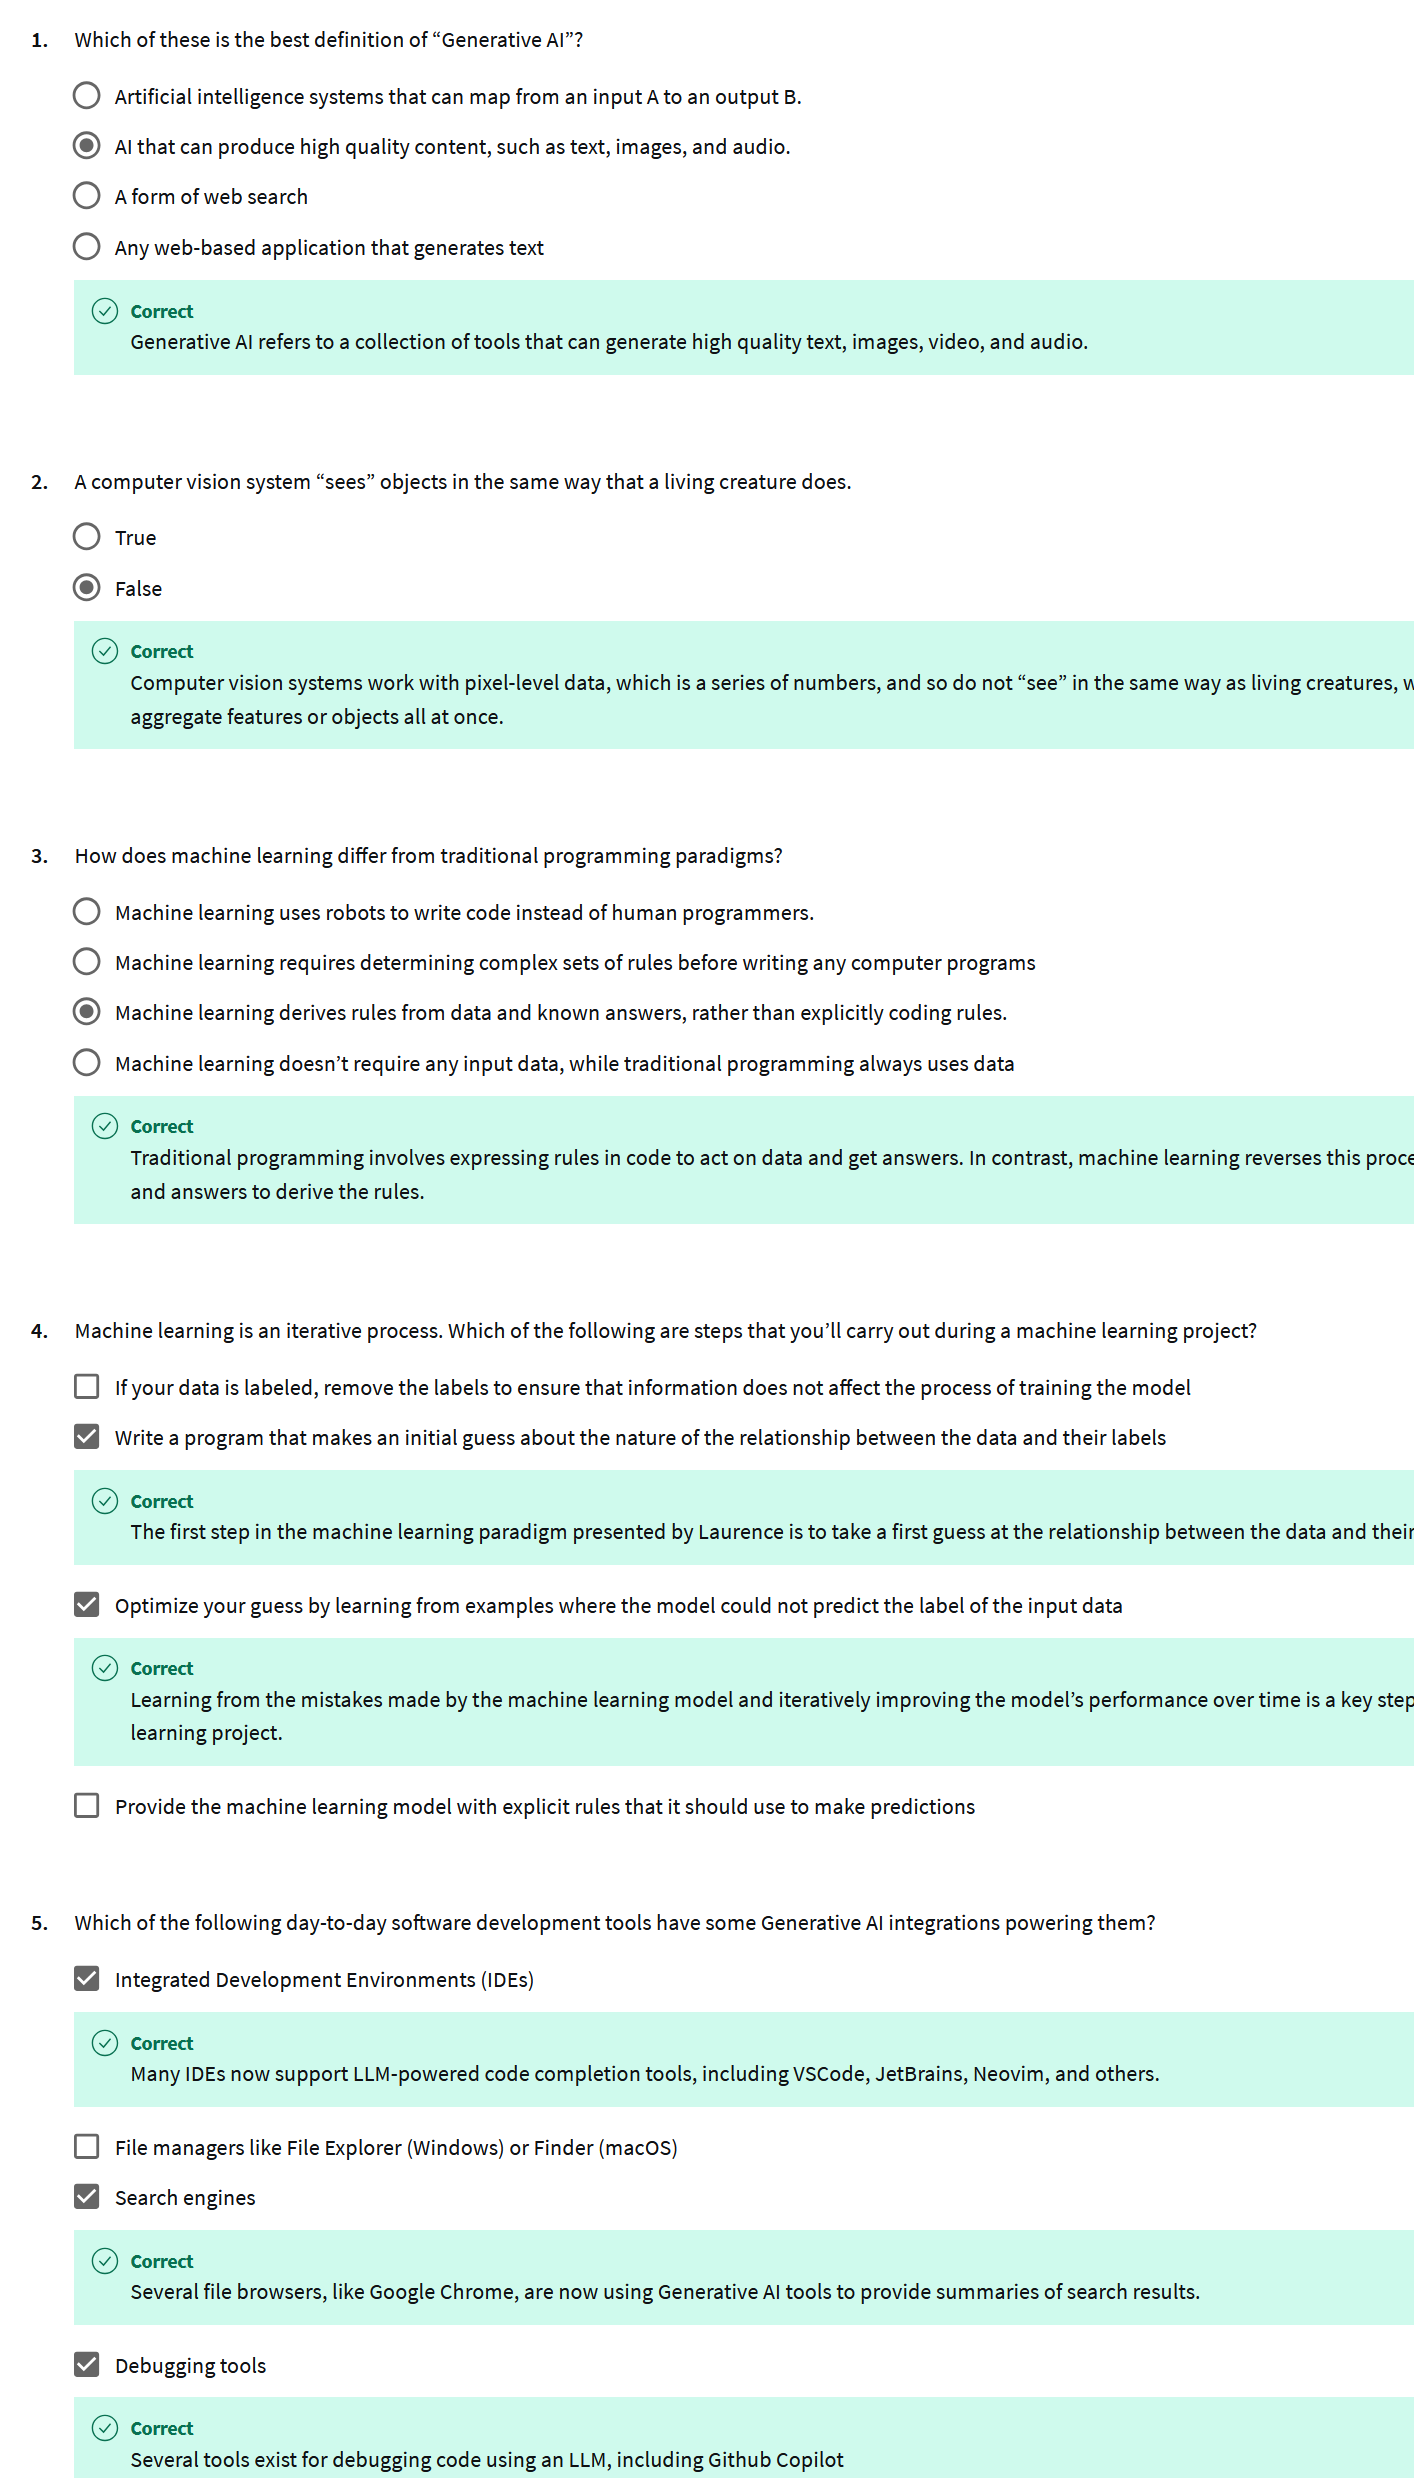 1. Which of these is the best definition of “Generative AI”?
Artificial intelligence systems that can map from an input A to an output B.
AI that can produce high quality content, such as text, images, and audio.
A form of web search
Any web-based application that generates text
Correct
Generative AI refers to a collection of tools that can generate high quality text, images, video, and audio.
2. A computer vision system “sees” objects in the same way that a living creature does.
True
False
Correct
Computer vision systems work with pixel-level data, which is a series of numbers, and so do not “see” in the same way as living creatures,
aggregate features or objects all at once.
3. How does machine learning differ from traditional programming paradigms?
Machine learning uses robots to write code instead of human programmers.
Machine learning requires determining complex sets of rules before writing any computer programs
Machine learning derives rules from data and known answers, rather than explicitly coding rules.
Machine learning doesn’t require any input data, while traditional programming always uses data
Correct
Traditional programming involves expressing rules in code to act on data and get answers. In contrast, machine learning reverses this
and answers to derive the rules.
4. Machine learning is an iterative process. Which of the following are steps that you’ll carry out during a machine learning project?
If your data is labeled, remove the labels to ensure that information does not affect the process of training the model
Write a program that makes an initial guess about the nature of the relationship between the data and their labels
Correct
The first step in the machine learning paradigm presented by Laurence is to take a first guess at the relationship between the data and their
Optimize your guess by learning from examples where the model could not predict the label of the input data
Correct
Learning from the mistakes made by the machine learning model and iteratively improving the model’s performance over time is a key step
learning project.
Provide the machine learning model with explicit rules that it should use to make predictions
5. Which of the following day-to-day software development tools have some Generative AI integrations powering them?
Integrated Development Environments (IDEs)
Correct
Many IDEs now support LLM-powered code completion tools, including VSCode, JetBrains, Neovim, and others.
File managers like File Explorer (Windows) or Finder (macOS)
Search engines
Correct
Several file browsers, like Google Chrome, are now using Generative AI tools to provide summaries of search results.
Debugging tools
Correct
Several tools exist for debugging code using an LLM, including Github Copilot